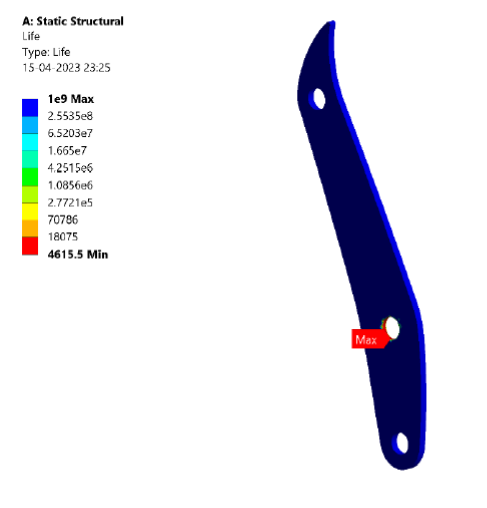 A: Static Structural
Life
Type: Life
15-04-2023 23:25
1e9 Max
2.5535e8
6.5203e7
1.665e7
4.2515e6
1.0856e6
2.7721e5
70786
18075
4615.5 Min
Max